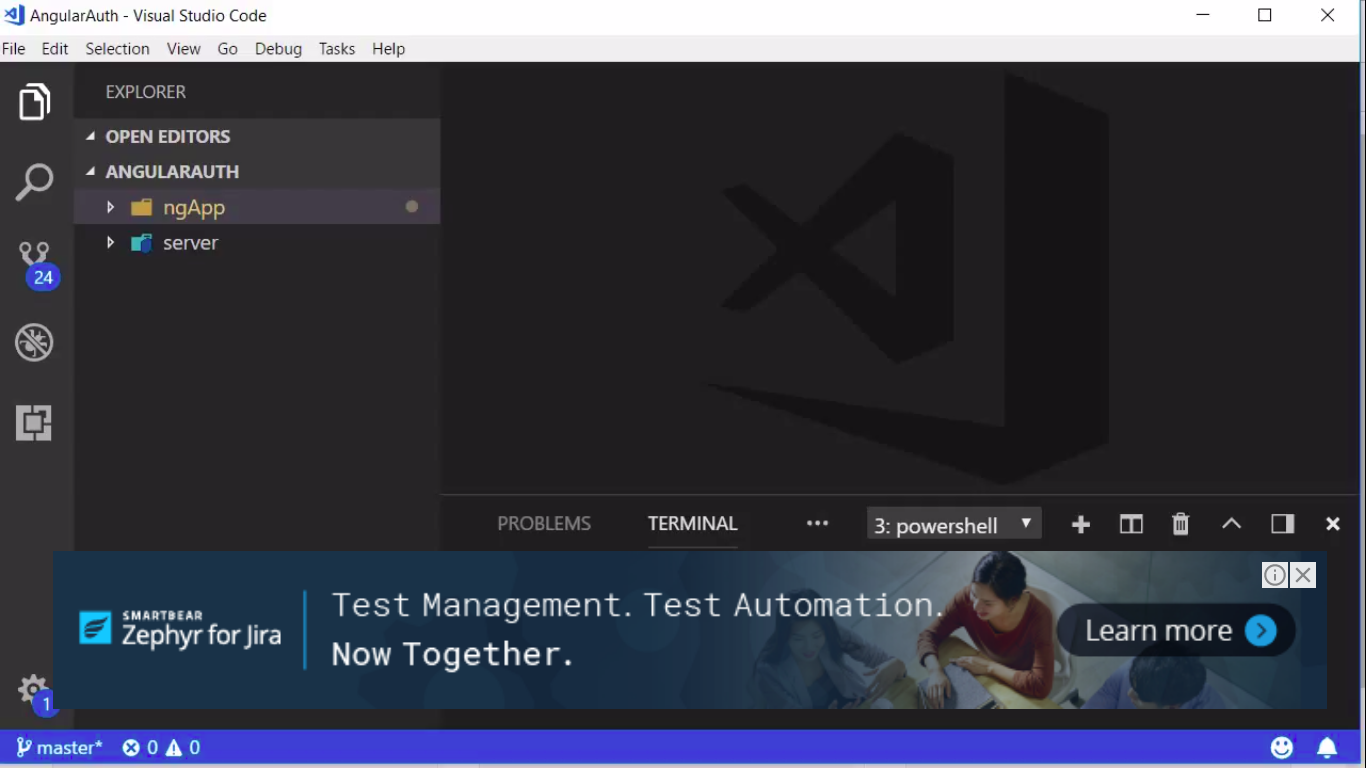 AngularAuth - Visual Studio Code
File Edit Selection View Go Debug Tasks Help
EXPLORER
OPEN EDITORS
ANGULARAUTH
ngApp
server
24
PROBLEMS TERMINAL ••• 3: powershell
SMARTBEAR
Zephyr for Jira
Test Management. Test Automation.
Now Together.
Learn more
1
master* 0 0